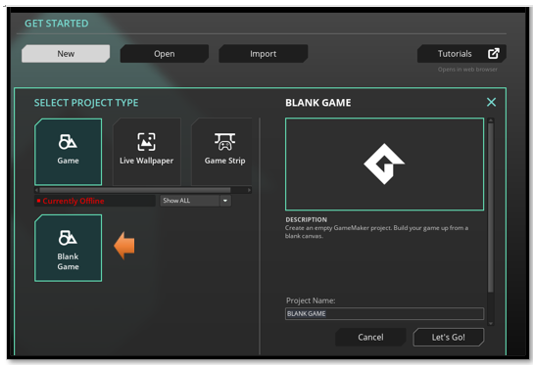 GET STARTED
New
Open
Import
Tutorials
Opens in web browser
SELECT PROJECT TYPE
Game
Live Wallpaper
Game Strip
Currently Offline
Show ALL
Blank
Game
BLANK GAME
DESCRIPTION
Create an empty GameMaker project. Build your game up from a
blank canvas.
Project Name:
BLANK GAME
Cancel
Let's Go!